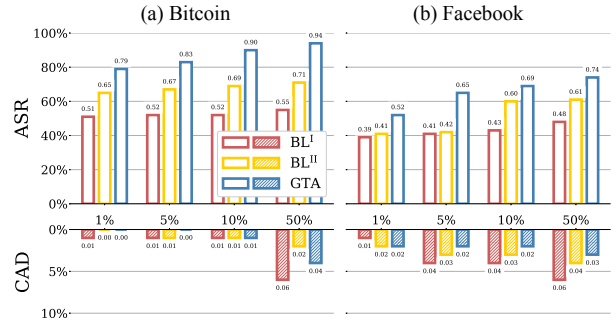 (a) Bitcoin (b) Facebook
100%
80%
60%
40%
20%
0%
ASR
0.51 0.65 0.79 0.52 0.67 0.83 0.52 0.69 0.90 0.55 0.71 0.94
0.39 0.41 0.52 0.41 0.42 0.65 0.43 0.60 0.69 0.48 0.61 0.74
BL^I
BL^II
GTA
1% 5% 10% 50% 1% 5% 10% 50%
0%
5%
10%
CAD
0.01 0.00 0.00 0.01 0.01 0.00 0.01 0.01 0.01 0.06 0.02 0.04
0.01 0.02 0.02 0.04 0.03 0.02 0.04 0.03 0.02 0.06 0.04 0.03